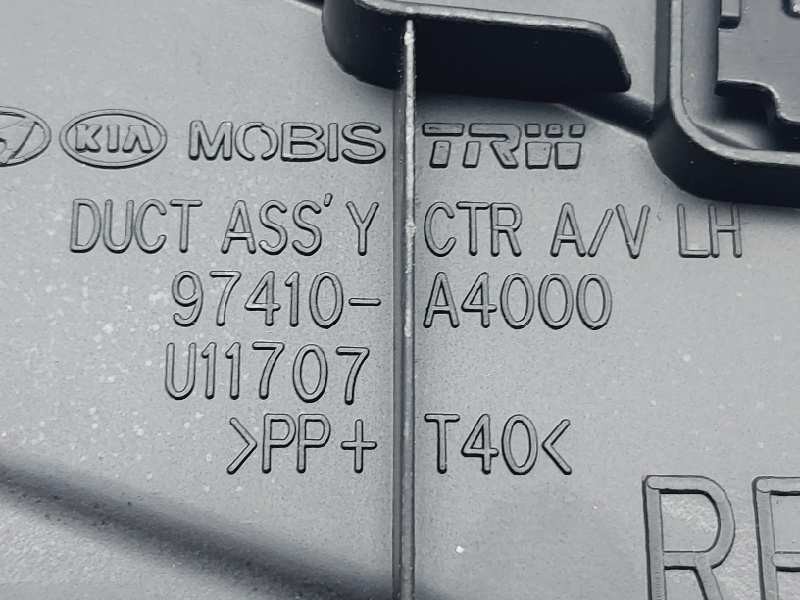 KIA MOBIS TRW
DUCT ASS'Y CTR A/V LH
97410-A4000
U11707
>PP+T40<